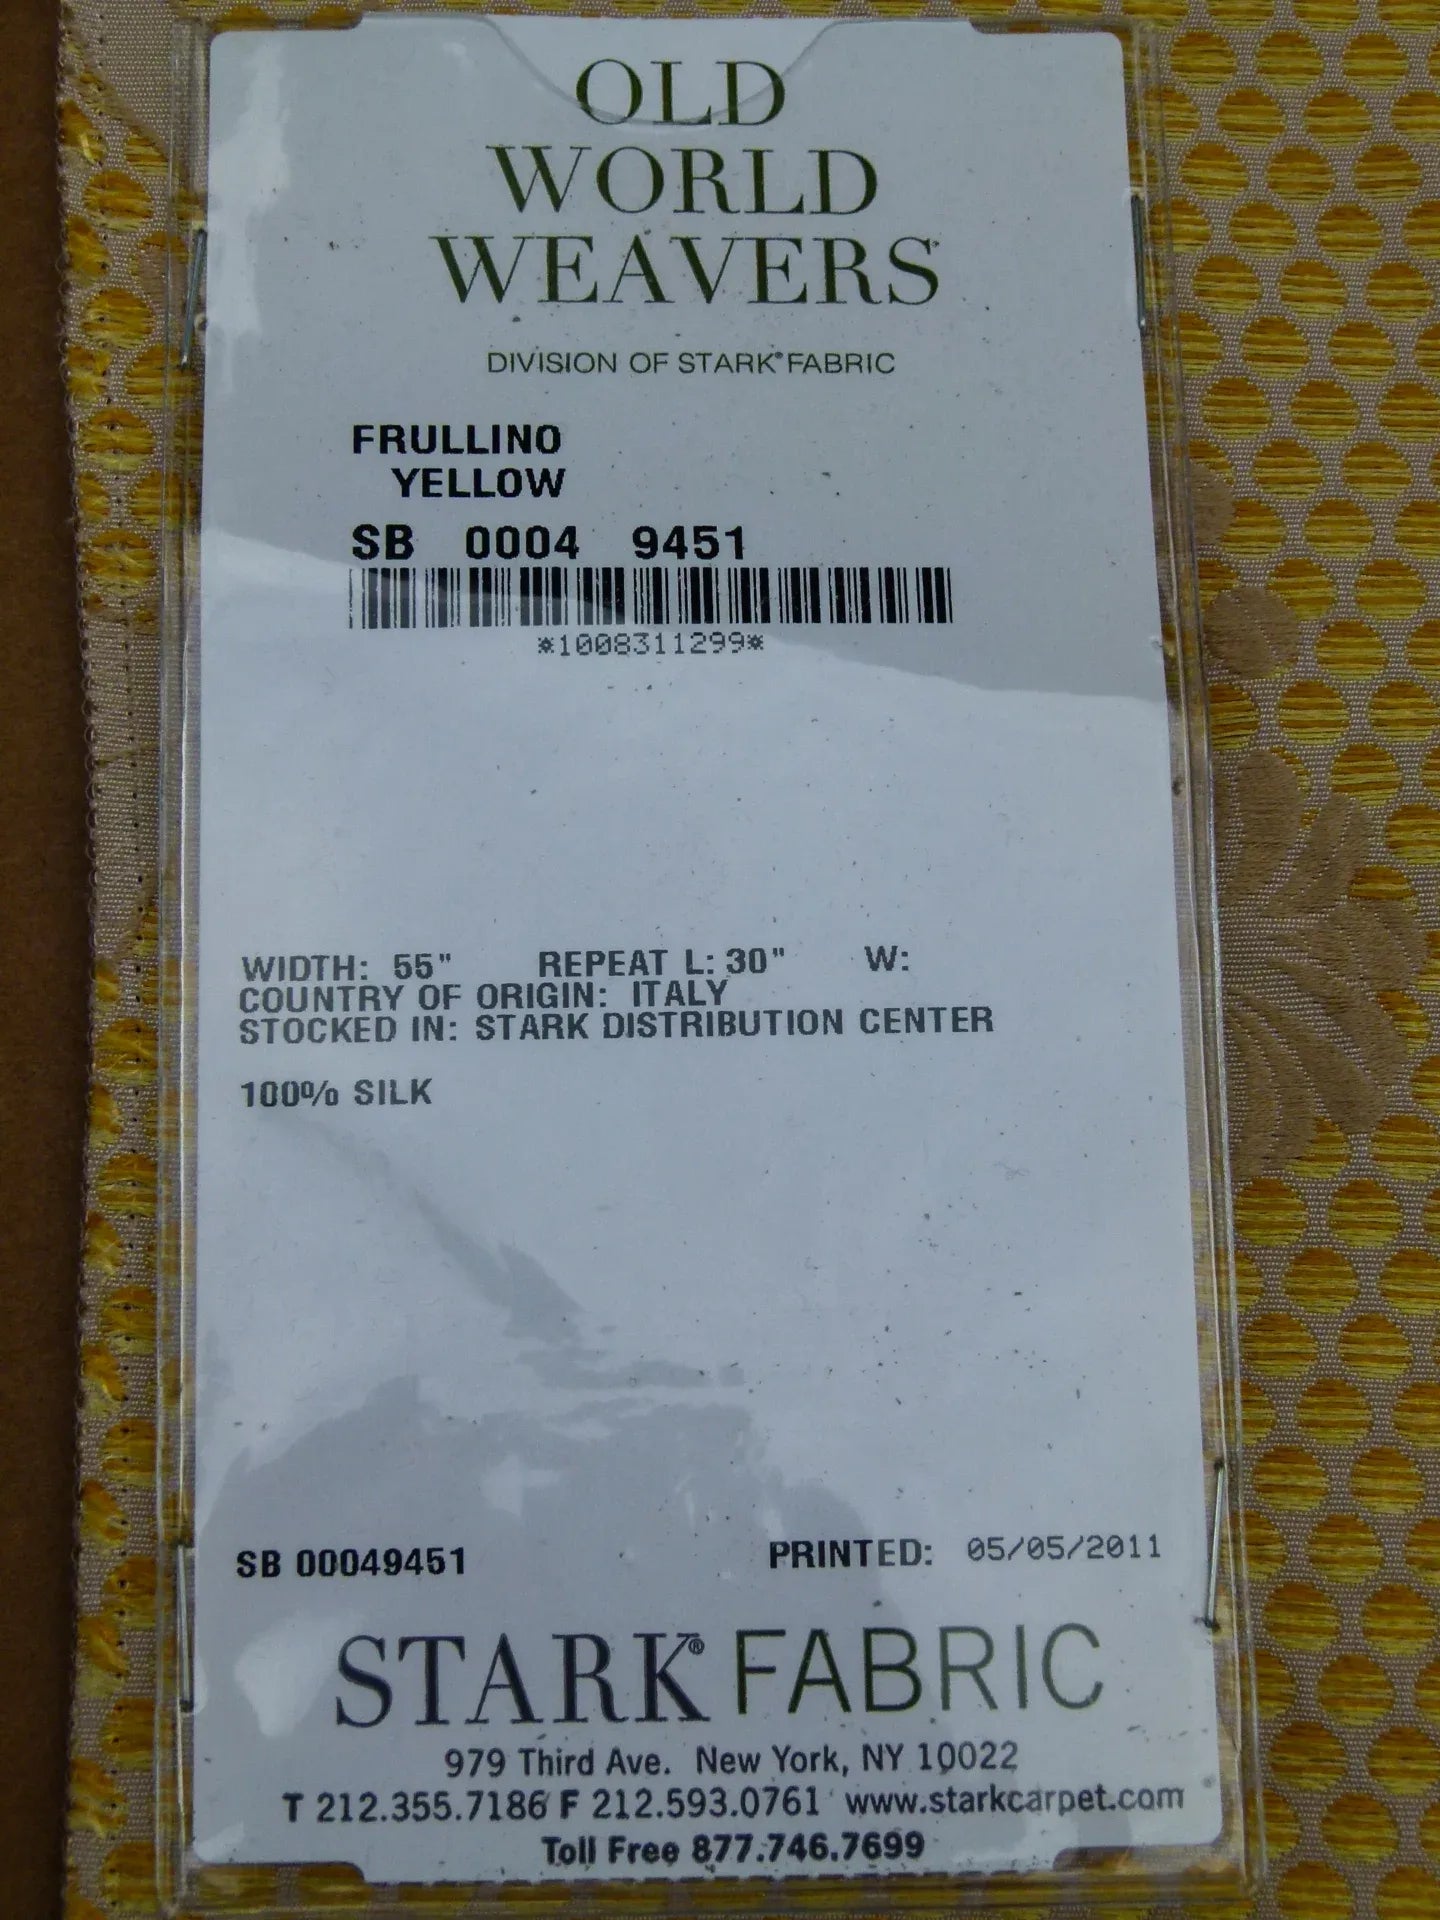 OLD
WORLD
WEAVERS
DIVISION OF STARK® FABRIC
FRULLINO
YELLOW
SB 0004 9451
*1008311299*
WIDTH: 55" REPEAT L: 30" W:
COUNTRY OF ORIGIN: ITALY
STOCKED IN: STARK DISTRIBUTION CENTER
100% SILK
SB 00049451 PRINTED: 05/05/2011
STARK® FABRIC
979 Third Ave. New York, NY 10022
T 212.355.7186 F 212.593.0761 www.starkcarpet.com
Toll Free 877.746.7699